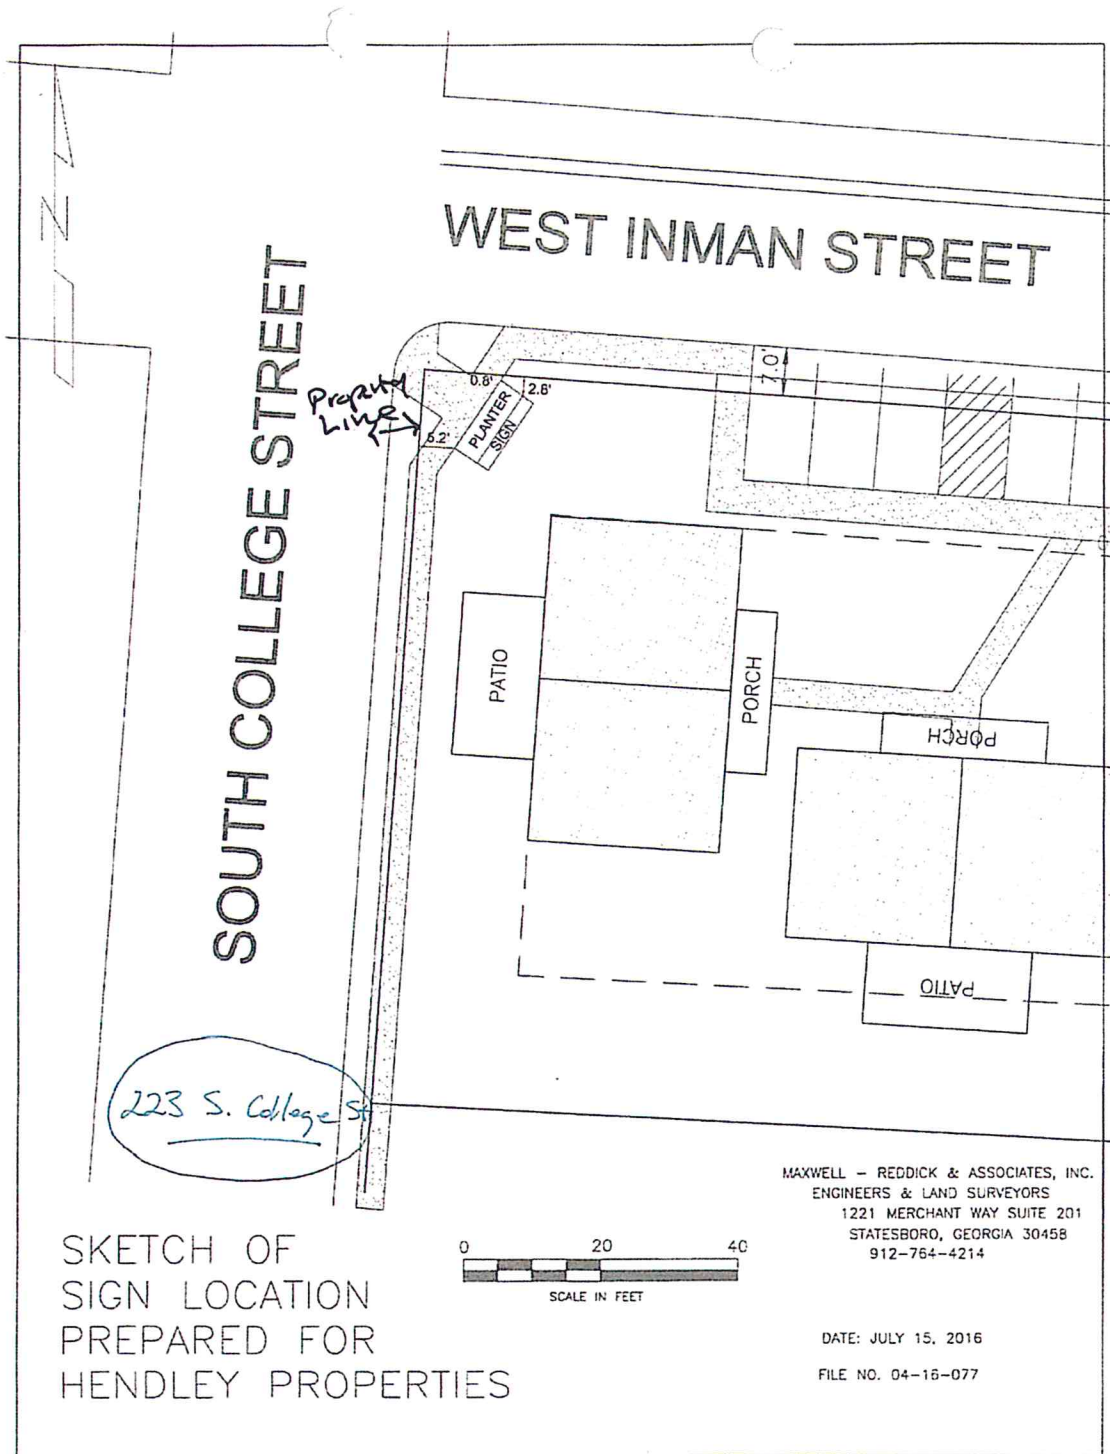 N
WEST INMAN STREET
SOUTH COLLEGE STREET
Property
Line
0.8'
2.8'
7.0'
5.2'
PLANTER
SIGN
PATIO
PORCH
PORCH
PATIO
223 S. College St
MAXWELL - REDDICK & ASSOCIATES, INC.
ENGINEERS & LAND SURVEYORS
1221 MERCHANT WAY SUITE 201
STATESBORO, GEORGIA 30458
912-764-4214
SKETCH OF
SIGN LOCATION
PREPARED FOR
HENDLEY PROPERTIES
0 20 40
SCALE IN FEET
DATE: JULY 15, 2016
FILE NO. 04-16-077